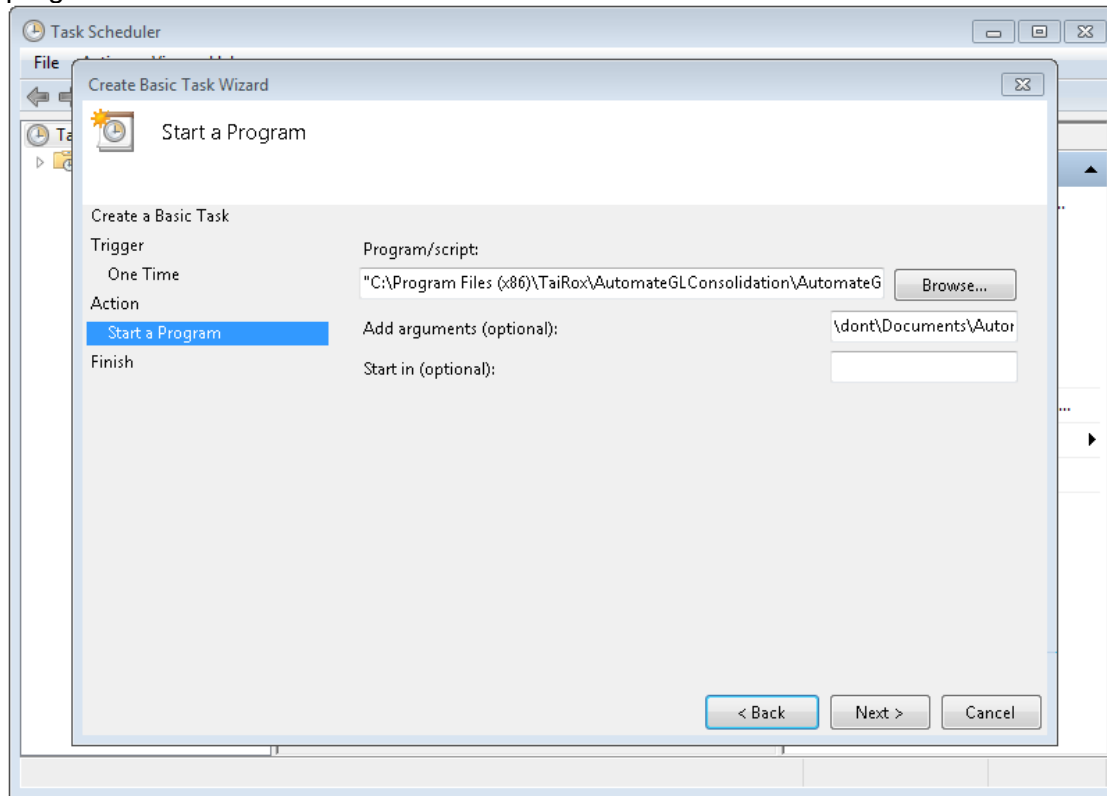 Task Scheduler
File
Create Basic Task Wizard
Ta
Start a Program
Create a Basic Task
Trigger
One Time
Action
Start a Program
Finish
Program/script:
"C:\Program Files (x86)\TaiRox\AutomateGLConsolidation\AutomateG
Browse...
Add arguments (optional):
\dont\Documents\Autor
Start in (optional):
< Back
Next >
Cancel